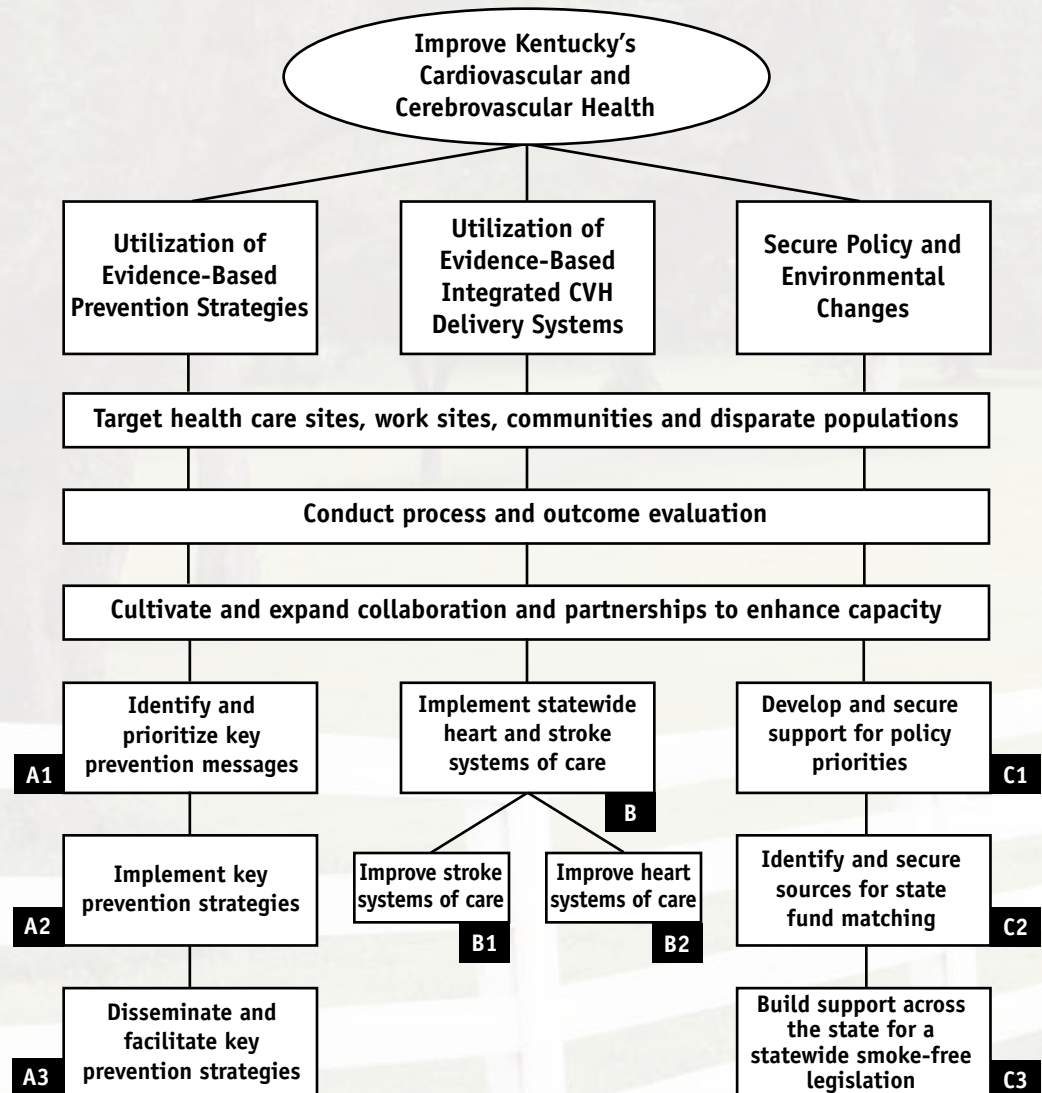 Improve Kentucky's
Cardiovascular and
Cerebrovascular Health
Utilization of
Evidence-Based
Prevention Strategies
Utilization of
Evidence-Based
Integrated CVH
Delivery Systems
Secure Policy and
Environmental
Changes
Target health care sites, work sites, communities and disparate populations
Conduct process and outcome evaluation
Cultivate and expand collaboration and partnerships to enhance capacity
Identify and
prioritize key
prevention messages
A1
Implement statewide
heart and stroke
systems of care
B
Develop and secure
support for policy
priorities
C1
Implement key
prevention strategies
A2
Improve stroke
systems of care
B1
Improve heart
systems of care
B2
Identify and secure
sources for state
fund matching
C2
Disseminate and
facilitate key
prevention strategies
A3
Build support across
the state for a
statewide smoke-free
legislation
C3